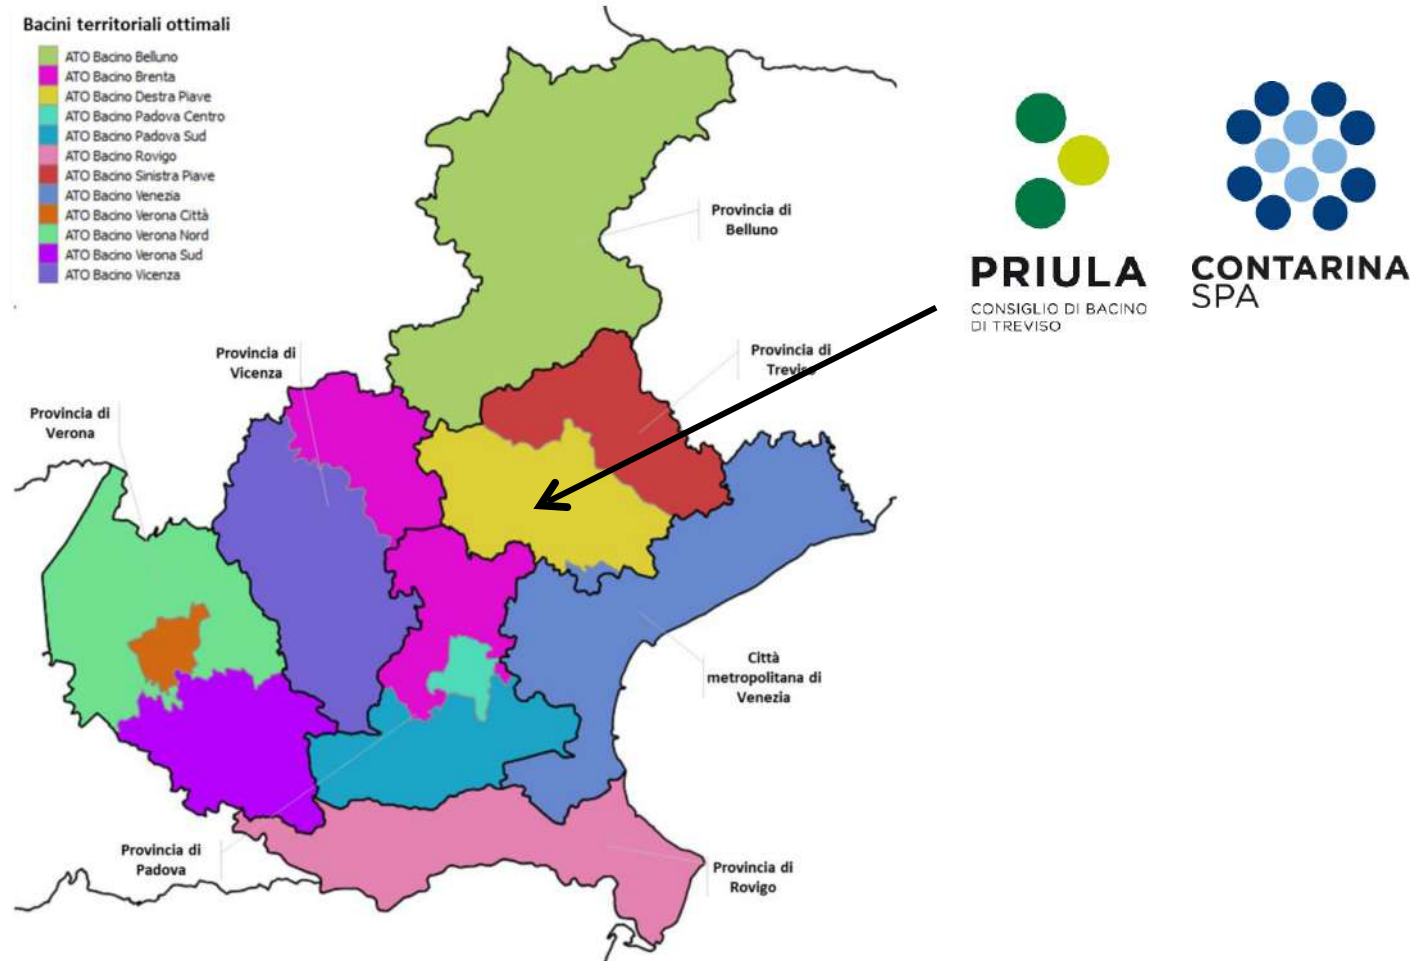 Bacini territoriali ottimali
ATO Bacino Belluno
ATO Bacino Brenta
ATO Bacino Destra Piave
ATO Bacino Padova Centro
ATO Bacino Padova Sud
ATO Bacino Rovigo
ATO Bacino Sinistra Piave
ATO Bacino Venezia
ATO Bacino Verona Città
ATO Bacino Verona Nord
ATO Bacino Verona Sud
ATO Bacino Vicenza
Provincia di
Belluno
PRIULA
CONSIGLIO DI BACINO
DI TREVISO
CONTARINA
SPA
Provincia di
Vicenza
Provincia di
Treviso
Provincia di
Verona
Città
metropolitana di
Venezia
Provincia di
Padova
Provincia di
Rovigo